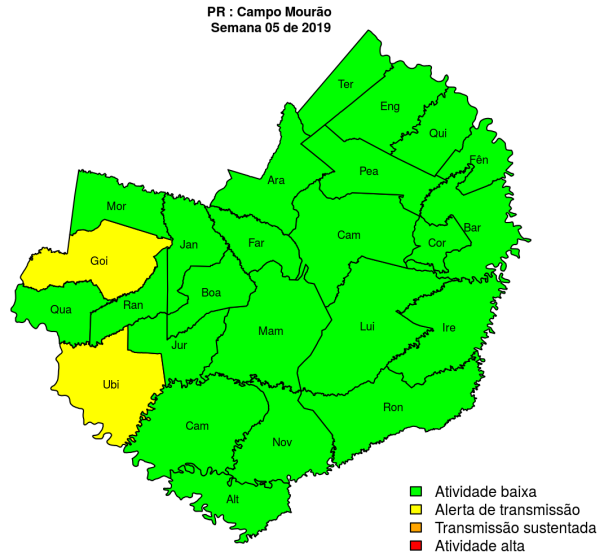 PR : Campo Mourão
Semana 05 de 2019
Ter
Eng
Qui
Fên
Pea
Ara
Mor
Bar
Cam
Far
Jan
Cor
Goi
Boa
Qua
Ran
Mam
Lui
Ire
Jur
Ubi
Ron
Cam
Nov
Alt
Atividade baixa
Alerta de transmissão
Transmissão sustentada
Atividade alta